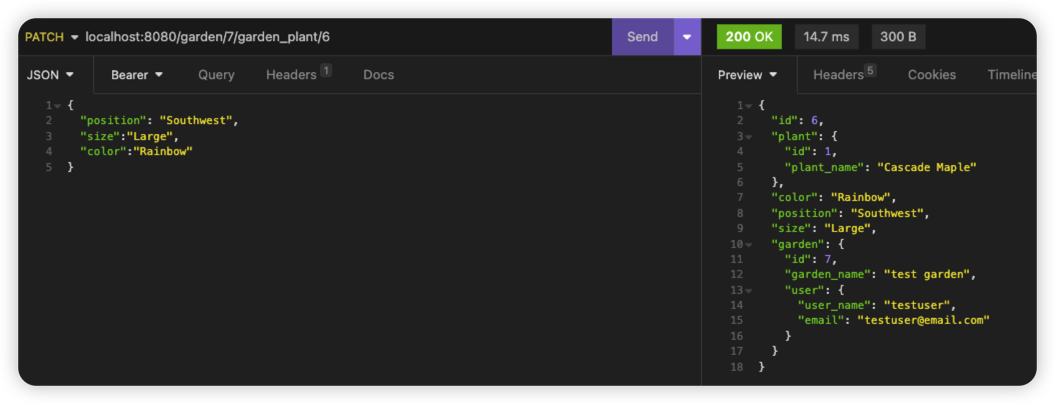 PATCH localhost:8080/garden/7/garden_plant/6 Send 200 OK 14.7 ms 300 B
JSON Bearer Query Headers 1 Docs Preview Headers 5 Cookies Timeline
1 {
2 "position": "Southwest",
3 "size":"Large",
4 "color":"Rainbow"
5 }
1 {
2 "id": 6,
3 "plant": {
4 "id": 1,
5 "plant_name": "Cascade Maple"
6 },
7 "color": "Rainbow",
8 "position": "Southwest",
9 "size": "Large",
10 "garden": {
11 "id": 7,
12 "garden_name": "test garden",
13 "user": {
14 "user_name": "testuser",
15 "email": "testuser@email.com"
16 }
17 }
18 }